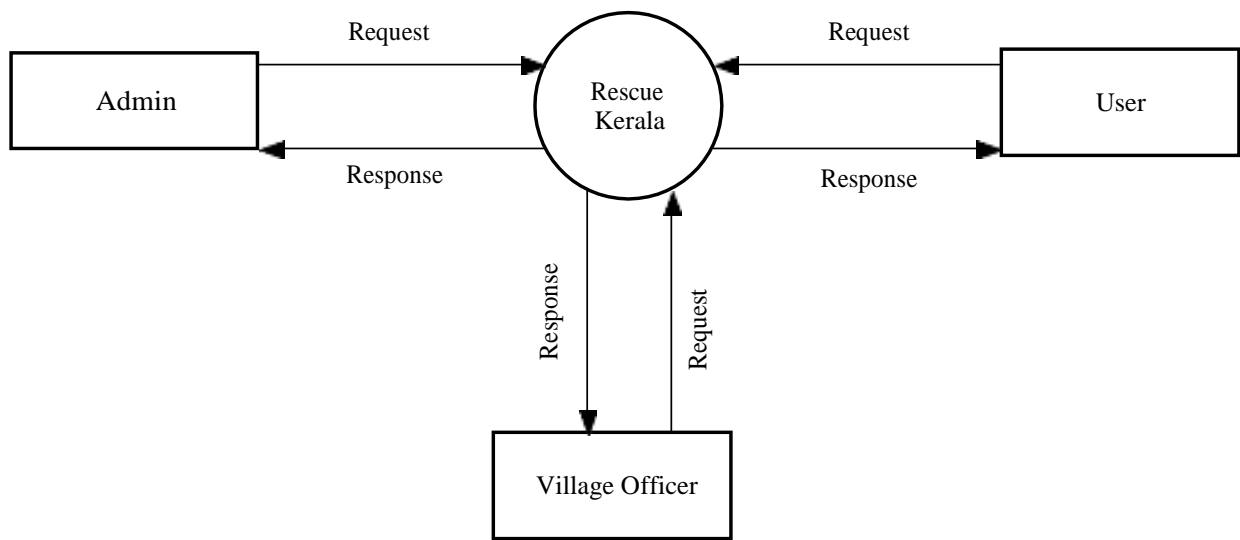 Request
Request
Admin
Rescue
Kerala
User
Response
Response
Response
Request
Village Officer